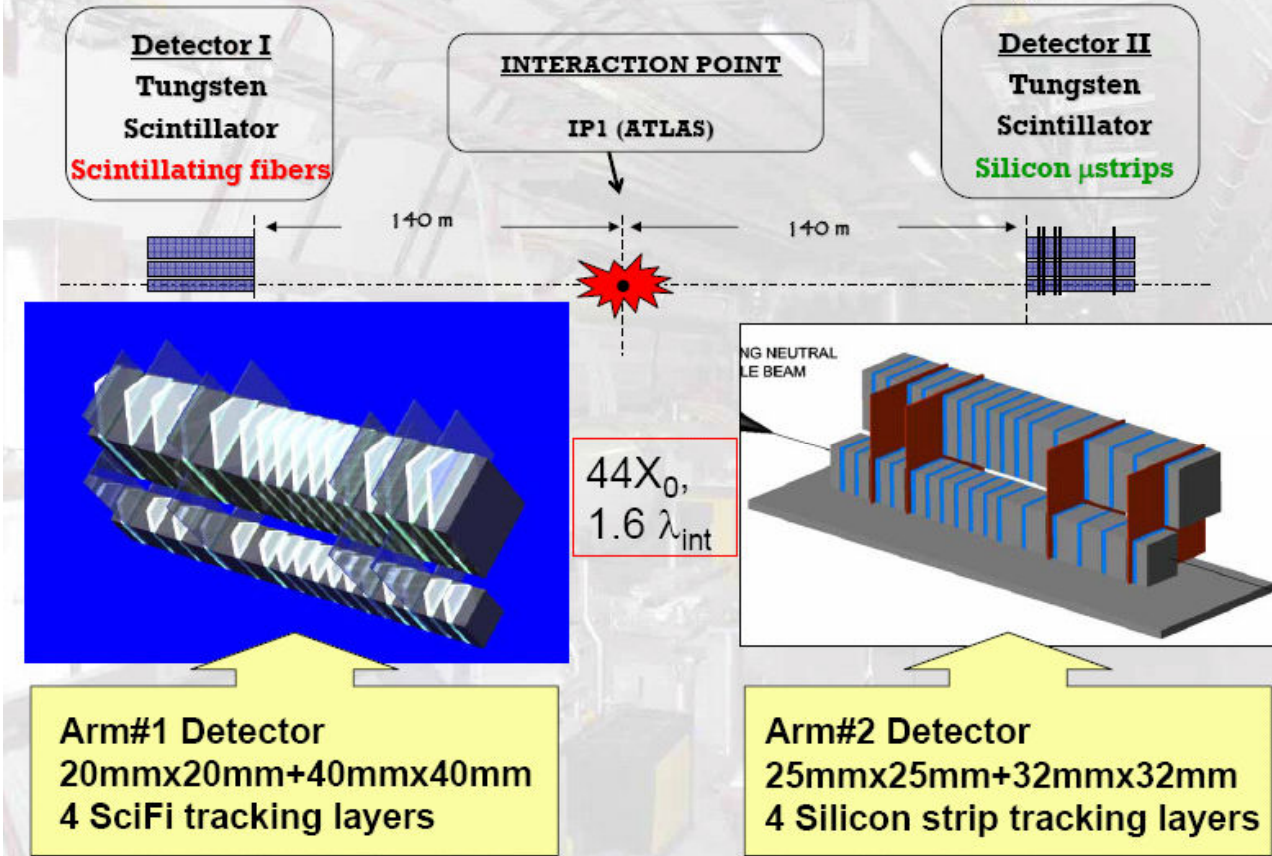 Detector I
Tungsten
Scintillator
Scintillating fibers
INTERACTION POINT
IP1 (ATLAS)
Detector II
Tungsten
Scintillator
Silicon μstrips
140 m
140 m
NG NEUTRAL
LE BEAM
44X₀,
1.6 λint
Arm#1 Detector
20mmx20mm+40mmx40mm
4 SciFi tracking layers
Arm#2 Detector
25mmx25mm+32mmx32mm
4 Silicon strip tracking layers